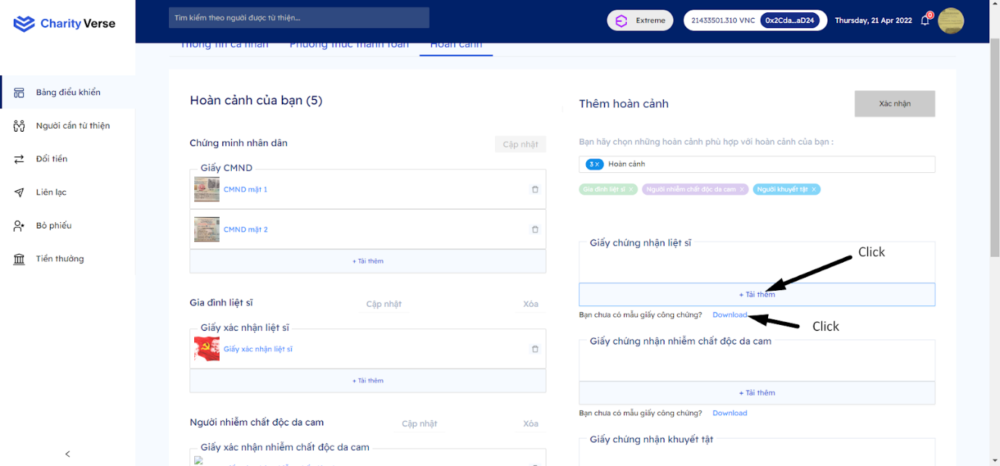 Charity Verse
Tìm kiếm theo người được từ thiện...
Extreme
21433501.310 VNC
0x2Cda...aD24
Thursday, 21 Apr 2022
0
Thông tin cá nhân
Phương thức thanh toán
Hoàn cảnh
Bảng điều khiển
Người cần từ thiện
Đổi tiền
Liên lạc
Bỏ phiếu
Tiền thưởng
Hoàn cảnh của bạn (5)
Chứng minh nhân dân
Cập nhật
Giấy CMND
CMND mặt 1
CMND mặt 2
+ Tải thêm
Gia đình liệt sĩ
Cập nhật
Xóa
Giấy xác nhận liệt sĩ
Giấy xác nhận liệt sĩ
+ Tải thêm
Người nhiễm chất độc da cam
Cập nhật
Xóa
Giấy xác nhận nhiễm chất độc da cam
Thêm hoàn cảnh
Xác nhận
Bạn hãy chọn những hoàn cảnh phù hợp với hoàn cảnh của bạn :
3 X Hoàn cảnh
Gia đình liệt sĩ X
Người nhiễm chất độc da cam X
Người khuyết tật X
Giấy chứng nhận liệt sĩ
Click
+ Tải thêm
Bạn chưa có mẫu giấy công chứng? Download
Click
Giấy chứng nhận nhiễm chất độc da cam
+ Tải thêm
Bạn chưa có mẫu giấy công chứng? Download
Giấy chứng nhận khuyết tật